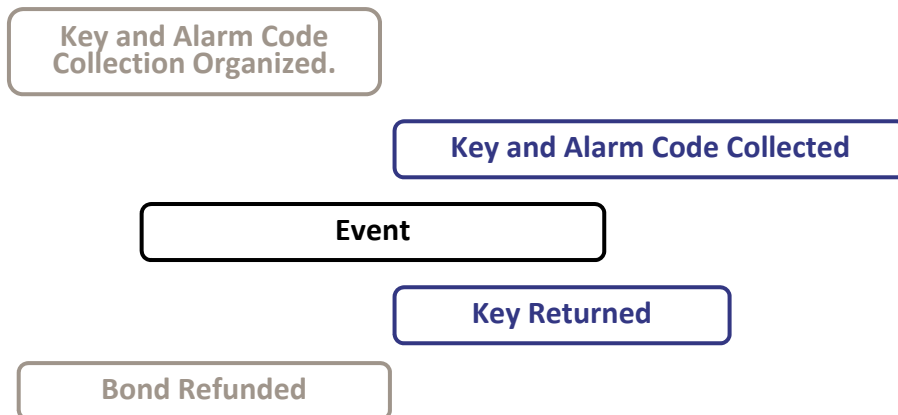 Key and Alarm Code
Collection Organized.
Key and Alarm Code Collected
Event
Key Returned
Bond Refunded